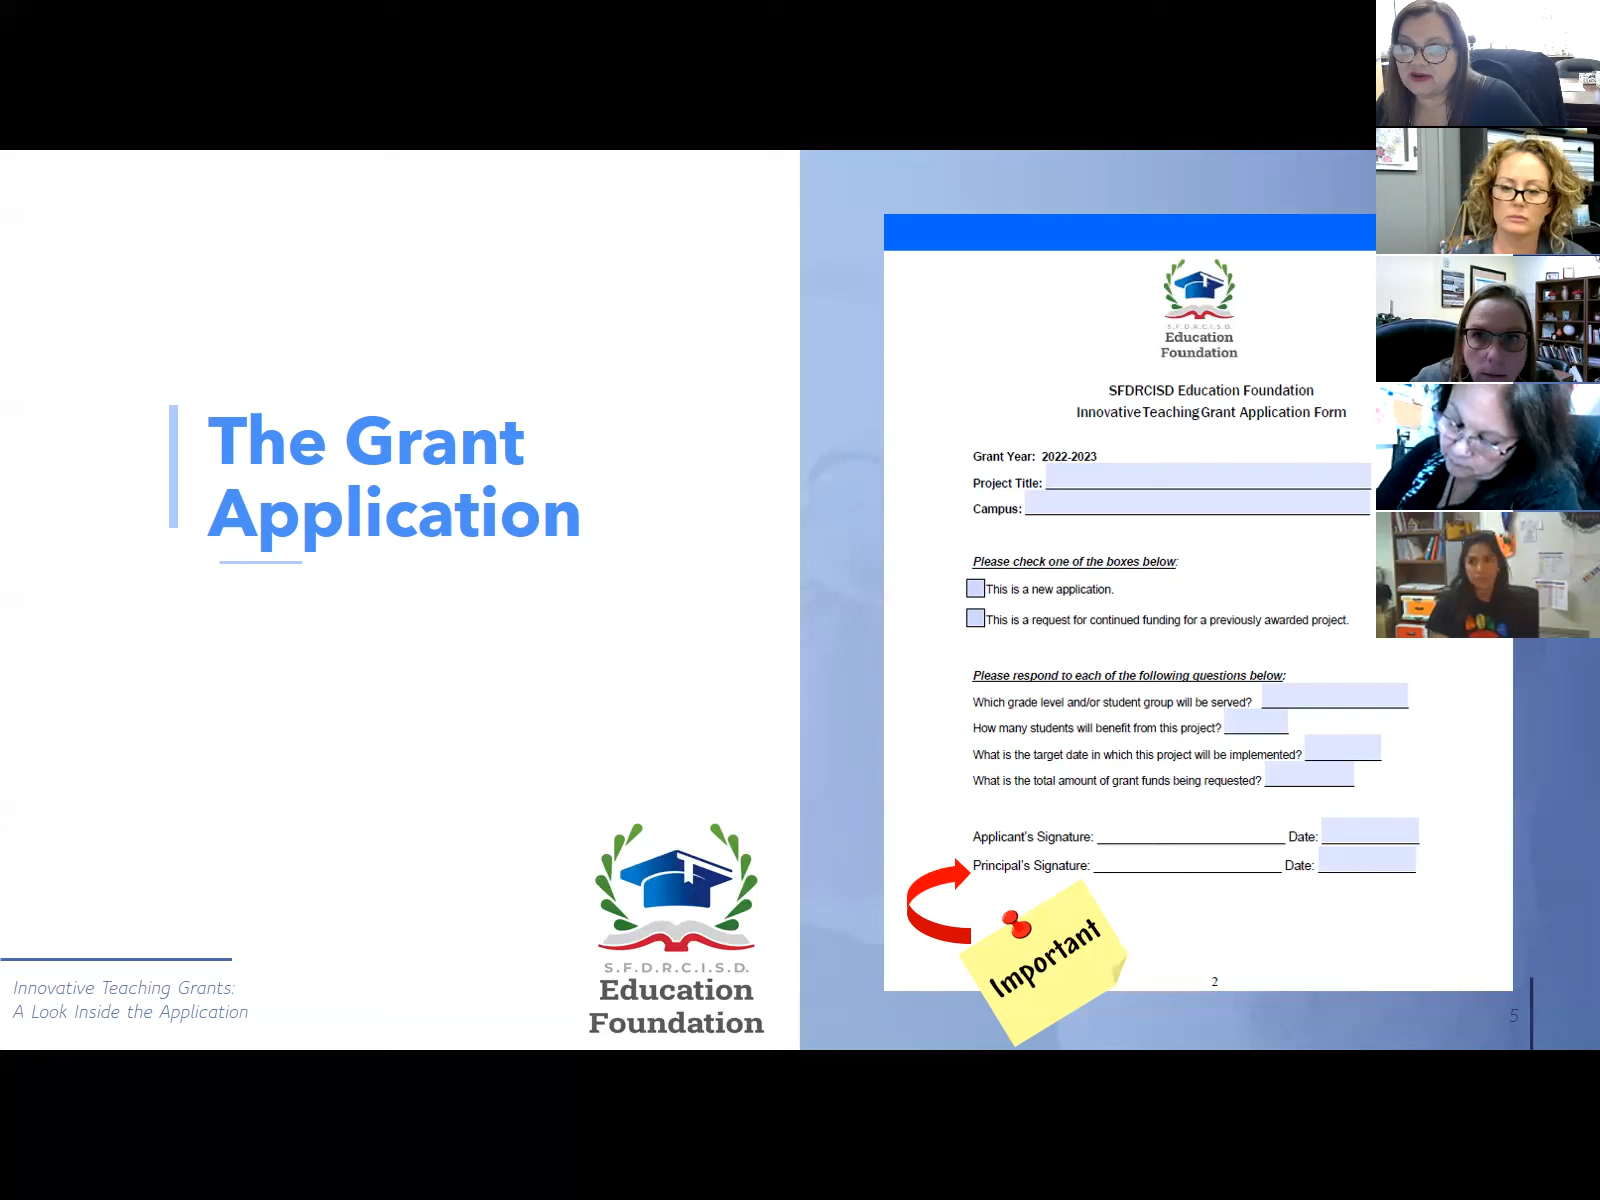 The Grant
Application
S.F.D.R.C.I.S.D.
Education
Foundation
Innovative Teaching Grants:
A Look Inside the Application
S.F.D.R.C.I.S.D.
Education
Foundation
SFDRCISD Education Foundation
Innovative Teaching Grant Application Form
Grant Year: 2022-2023
Project Title:
Campus:
Please check one of the boxes below:
This is a new application.
This is a request for continued funding for a previously awarded project.
Please respond to each of the following questions below:
Which grade level and/or student group will be served?
How many students will benefit from this project?
What is the target date in which this project will be implemented?
What is the total amount of grant funds being requested?
Applicant's Signature: Date:
Principal's Signature: Date:
Important
2
5